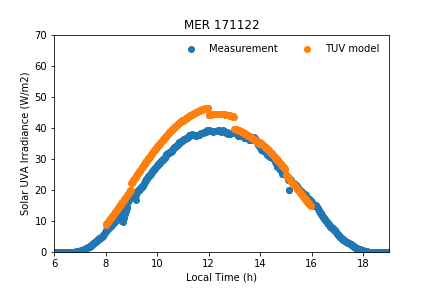 MER 171122
Measurement TUV model
Solar UVA Irradiance (W/m2)
70
60
50
40
30
20
10
0
6 8 10 12 14 16 18
Local Time (h)